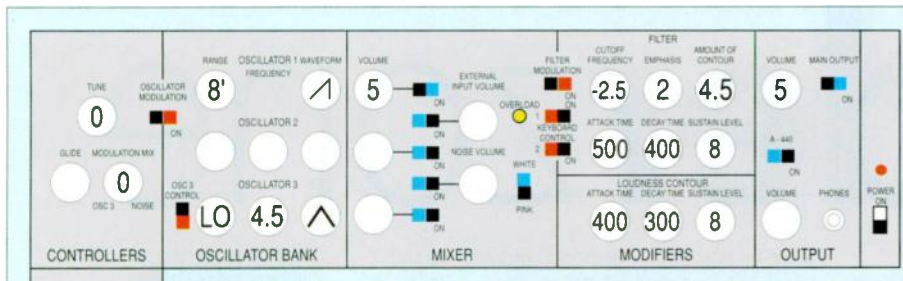 FILTER
RANGE OSCILLATOR 1 WAVEFORM
FREQUENCY
VOLUME
CUTOFF FREQUENCY
EMPHASIS
AMOUNT OF CONTOUR
VOLUME
MAIN OUTPUT
TUNE
0
OSCILLATOR MODULATION
ON
8'
5
ON
EXTERNAL INPUT VOLUME
FILTER MODULATION
ON
-2.5
2
4.5
5
ON
OSCILLATOR 2
ON
OVERLOAD
1
ON
KEYBOARD CONTROL
2
ON
ATTACK TIME
DECAY TIME
SUSTAIN LEVEL
500
400
8
A - 440
ON
GLIDE
MODULATION MIX
0
OSC 3
NOISE
OSC 3 CONTROL
ON
OSCILLATOR 3
LO
4.5
ON
NOISE VOLUME
WHITE
PINK
ON
ON
LOUDNESS CONTOUR
ATTACK TIME
DECAY TIME
SUSTAIN LEVEL
400
300
8
VOLUME
PHONES
POWER
ON
CONTROLLERS
OSCILLATOR BANK
MIXER
MODIFIERS
OUTPUT